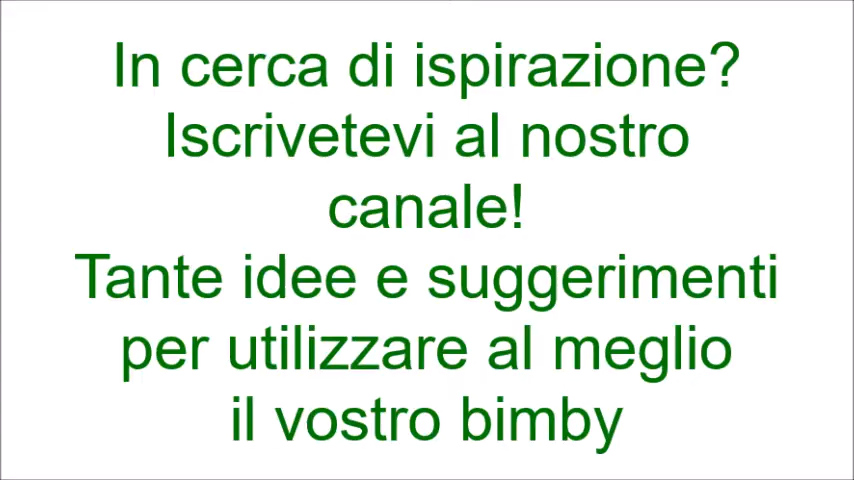 In cerca di ispirazione?
Iscrivetevi al nostro
canale!
Tante idee e suggerimenti
per utilizzare al meglio
il vostro bimby